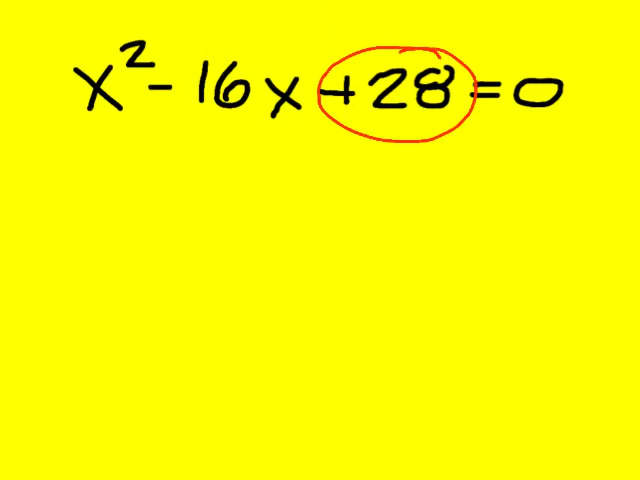 x² - 16x + 28 = 0